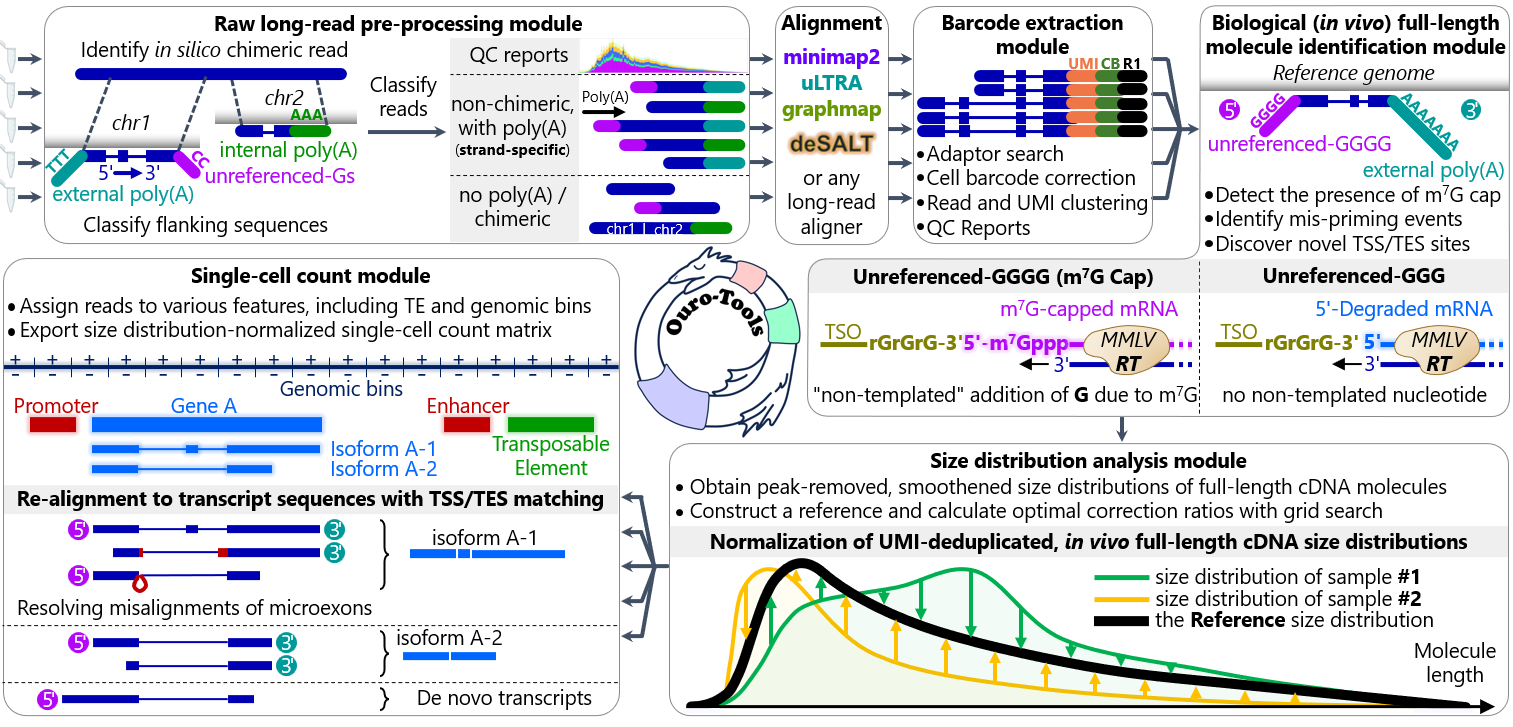 Raw long-read pre-processing module
Identify in silico chimeric read
chr2
AAA
chr1
TTT
CC
5' 3'
internal poly(A)
unreferenced-Gs
external poly(A)
Classify flanking sequences
Classify
reads
QC reports
non-chimeric,
with poly(A)
(strand-specific)
Poly(A)
no poly(A) /
chimeric
chr1 | chr2
Alignment
minimap2
uLTRA
graphmap
deSALT
or any
long-read
aligner
Barcode extraction
module
UMI CB R1
•Adaptor search
•Cell barcode correction
•Read and UMI clustering
•QC Reports
Biological (in vivo) full-length
molecule identification module
Reference genome
5'
GGGG
AAAAAAA
3'
unreferenced-GGGG
external poly(A)
•Detect the presence of m⁷G cap
•Identify mis-priming events
•Discover novel TSS/TES sites
Unreferenced-GGGG (m⁷G Cap)
m⁷G-capped mRNA
TSO
rGrGrG-3' 5'-m⁷Gppp
MMLV
RT
3'
"non-templated" addition of G due to m⁷G
Unreferenced-GGG
5'-Degraded mRNA
TSO
rGrGrG-3' 5'
MMLV
RT
3'
no non-templated nucleotide
Ouro-Tools
Single-cell count module
• Assign reads to various features, including TE and genomic bins
• Export size distribution-normalized single-cell count matrix
+ + + + + + + + + + + + + + +
− − − − − − − − − − − − − − −
Genomic bins
Promoter
Gene A
Enhancer
Transposable
Element
Isoform A-1
Isoform A-2
Re-alignment to transcript sequences with TSS/TES matching
5' 3'
3'
5'
isoform A-1
Resolving misalignments of microexons
5' 3'
3'
isoform A-2
5'
De novo transcripts
Size distribution analysis module
• Obtain peak-removed, smoothened size distributions of full-length cDNA molecules
• Construct a reference and calculate optimal correction ratios with grid search
Normalization of UMI-deduplicated, in vivo full-length cDNA size distributions
size distribution of sample #1
size distribution of sample #2
the Reference size distribution
Molecule
length